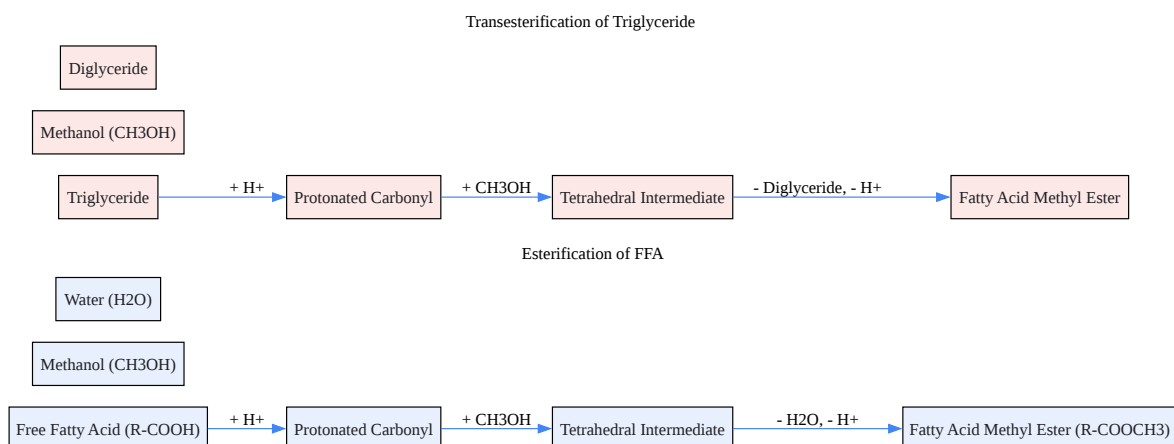 Transesterification of Triglyceride
Diglyceride
Methanol (CH3OH)
Triglyceride
+ H+
Protonated Carbonyl
+ CH3OH
Tetrahedral Intermediate
- Diglyceride, - H+
Fatty Acid Methyl Ester
Esterification of FFA
Water (H2O)
Methanol (CH3OH)
Free Fatty Acid (R-COOH)
+ H+
Protonated Carbonyl
+ CH3OH
Tetrahedral Intermediate
- H2O, - H+
Fatty Acid Methyl Ester (R-COOCH3)